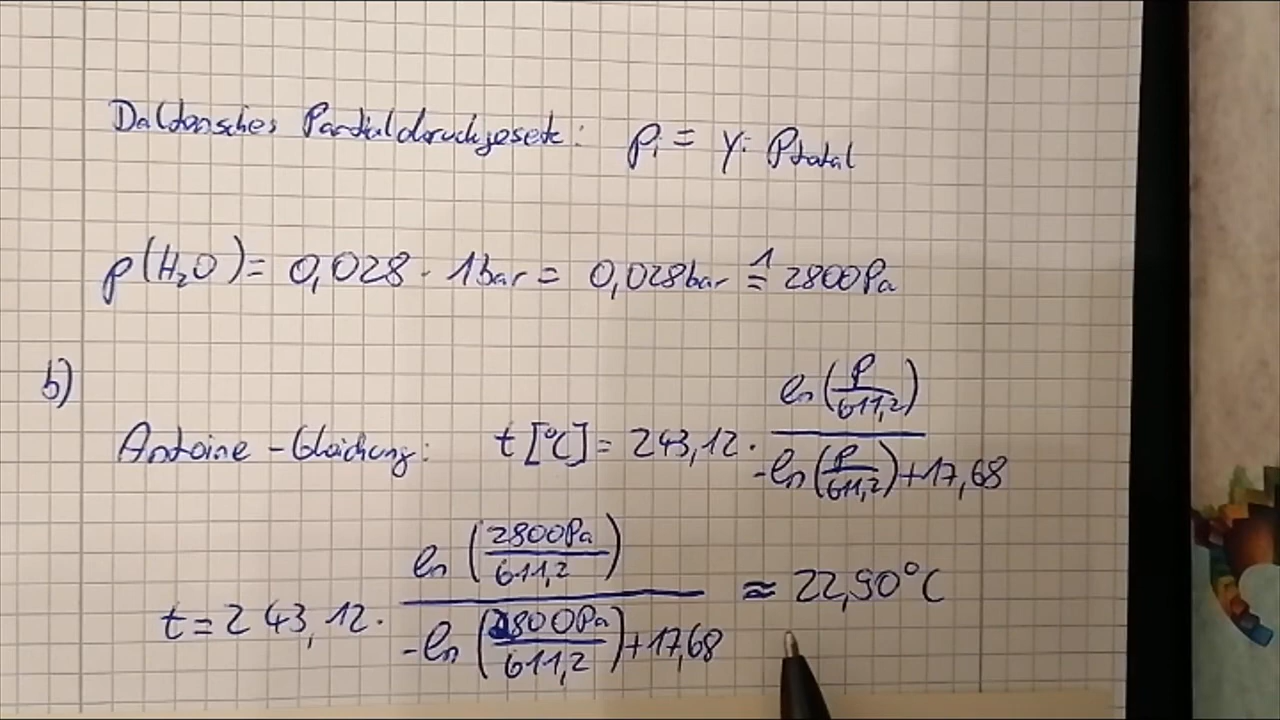 Daltonsches Partialdruckgesetz: pᵢ = yᵢ Ptotal
p(H₂O) = 0,028 · 1bar = 0,028bar ≙ 2800Pa
b)
Antoine-Gleichung: t[°C] = 243,12 · ln(p/611,2) / (-ln(p/611,2)+17,68)
t = 243,12 · ln(2800Pa/611,2) / (-ln(2800Pa/611,2)+17,68) ≈ 22,90°C